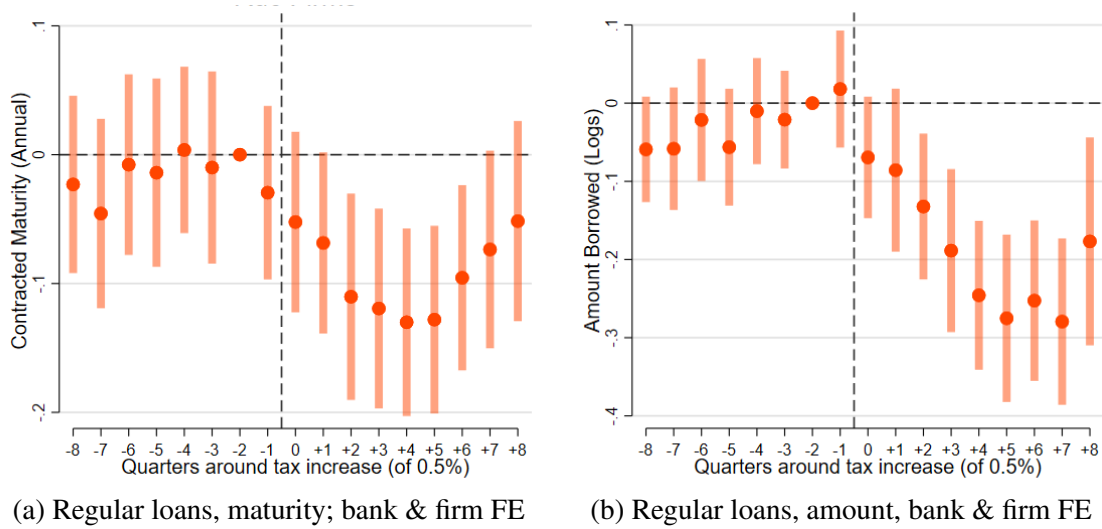 .1
0
-.1
-.2
Contracted Maturity (Annual)
-8 -7 -6 -5 -4 -3 -2 -1 0 +1 +2 +3 +4 +5 +6 +7 +8
Quarters around tax increase (of 0.5%)
(a) Regular loans, maturity; bank & firm FE
.1
0
-.1
-.2
-.3
-.4
Amount Borrowed (Logs)
-8 -7 -6 -5 -4 -3 -2 -1 0 +1 +2 +3 +4 +5 +6 +7 +8
Quarters around tax increase (of 0.5%)
(b) Regular loans, amount, bank & firm FE